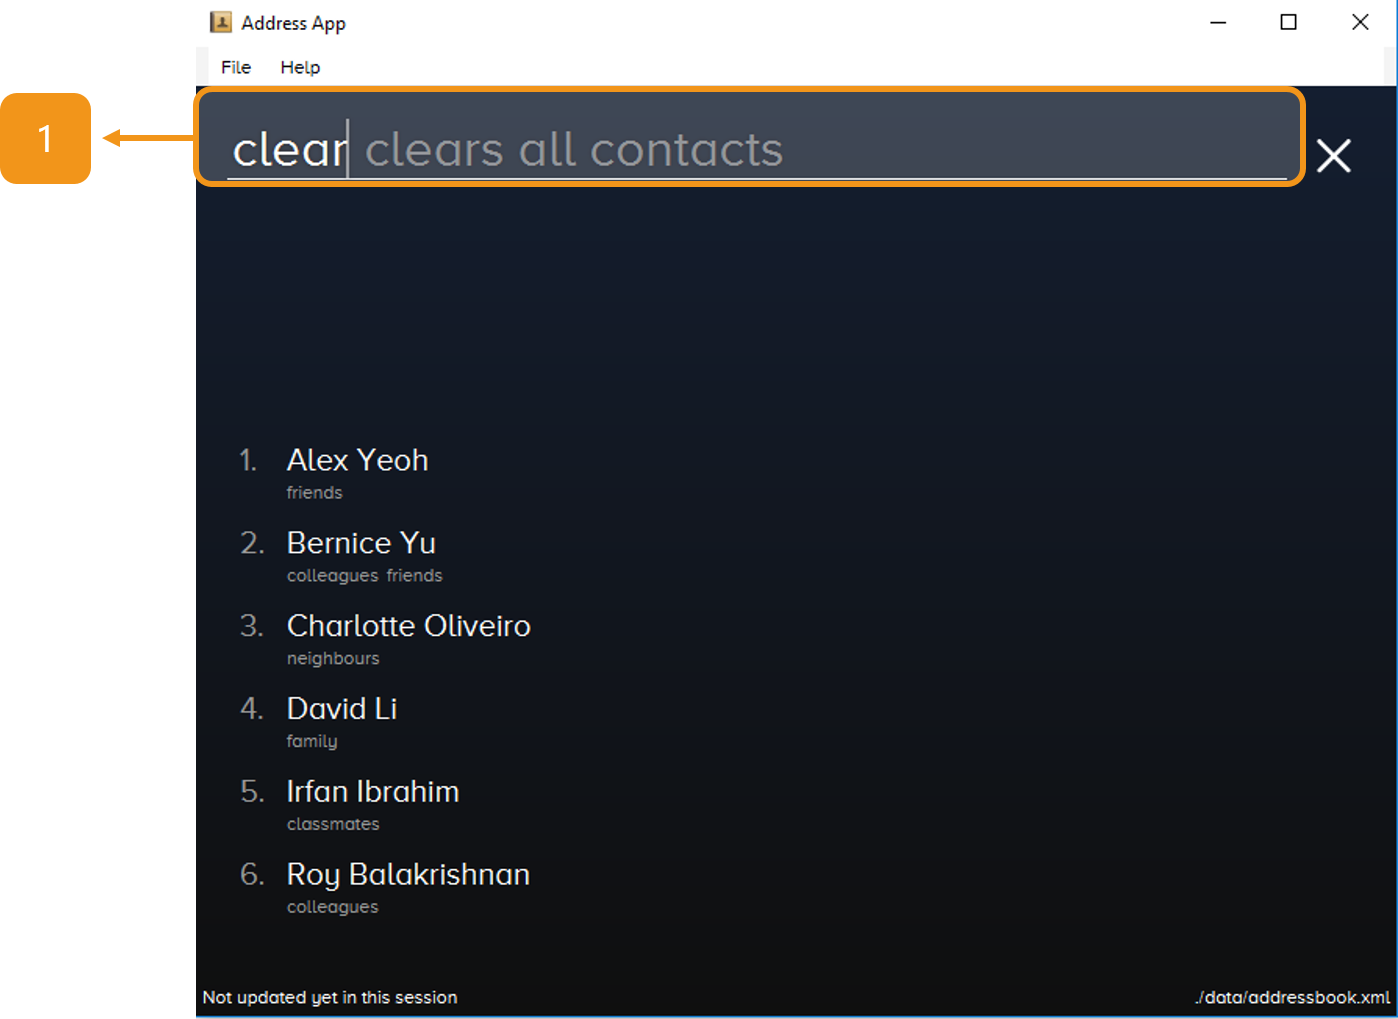 Address App
File Help
1
clear clears all contacts
1. Alex Yeoh
friends
2. Bernice Yu
colleagues friends
3. Charlotte Oliveiro
neighbours
4. David Li
family
5. Irfan Ibrahim
classmates
6. Roy Balakrishnan
colleagues
Not updated yet in this session ./data/addressbook.xml